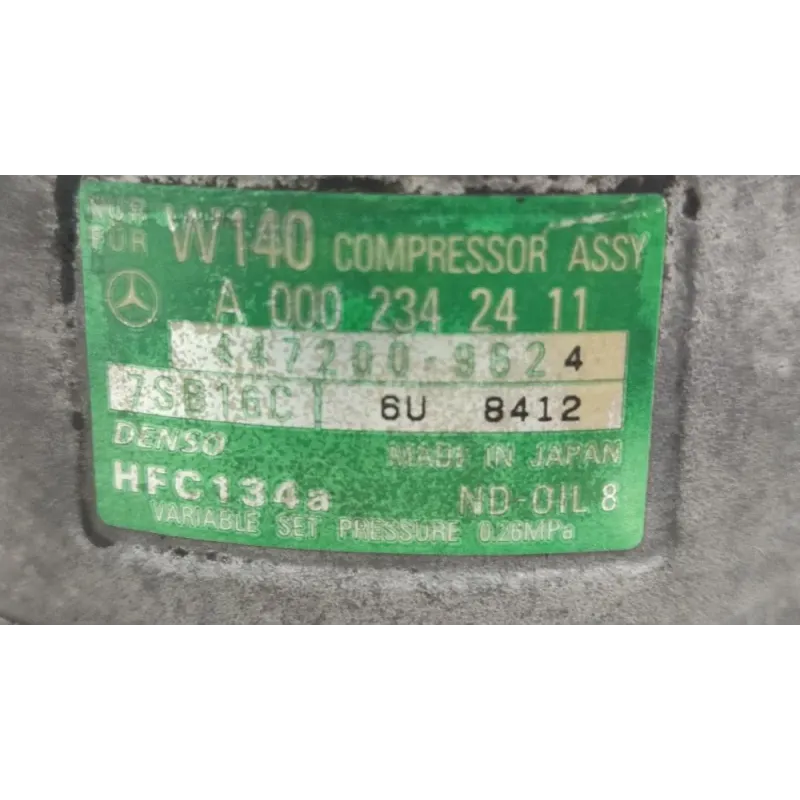 FOR W140 COMPRESSOR ASSY
A 000 234 24 11
447200-9624
7SB16C 6U 8412
DENSO MADE IN JAPAN
HFC134a ND-OIL 8
VARIABLE SET PRESSURE 0.26MPa